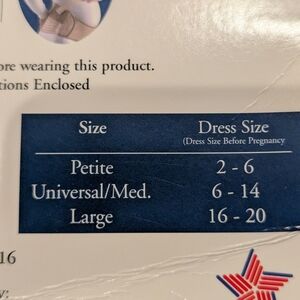 ore wearing this product.
tions Enclosed
Size Dress Size
(Dress Size Before Pregnancy
Petite 2 - 6
Universal/Med. 6 - 14
Large 16 - 20
16
y: